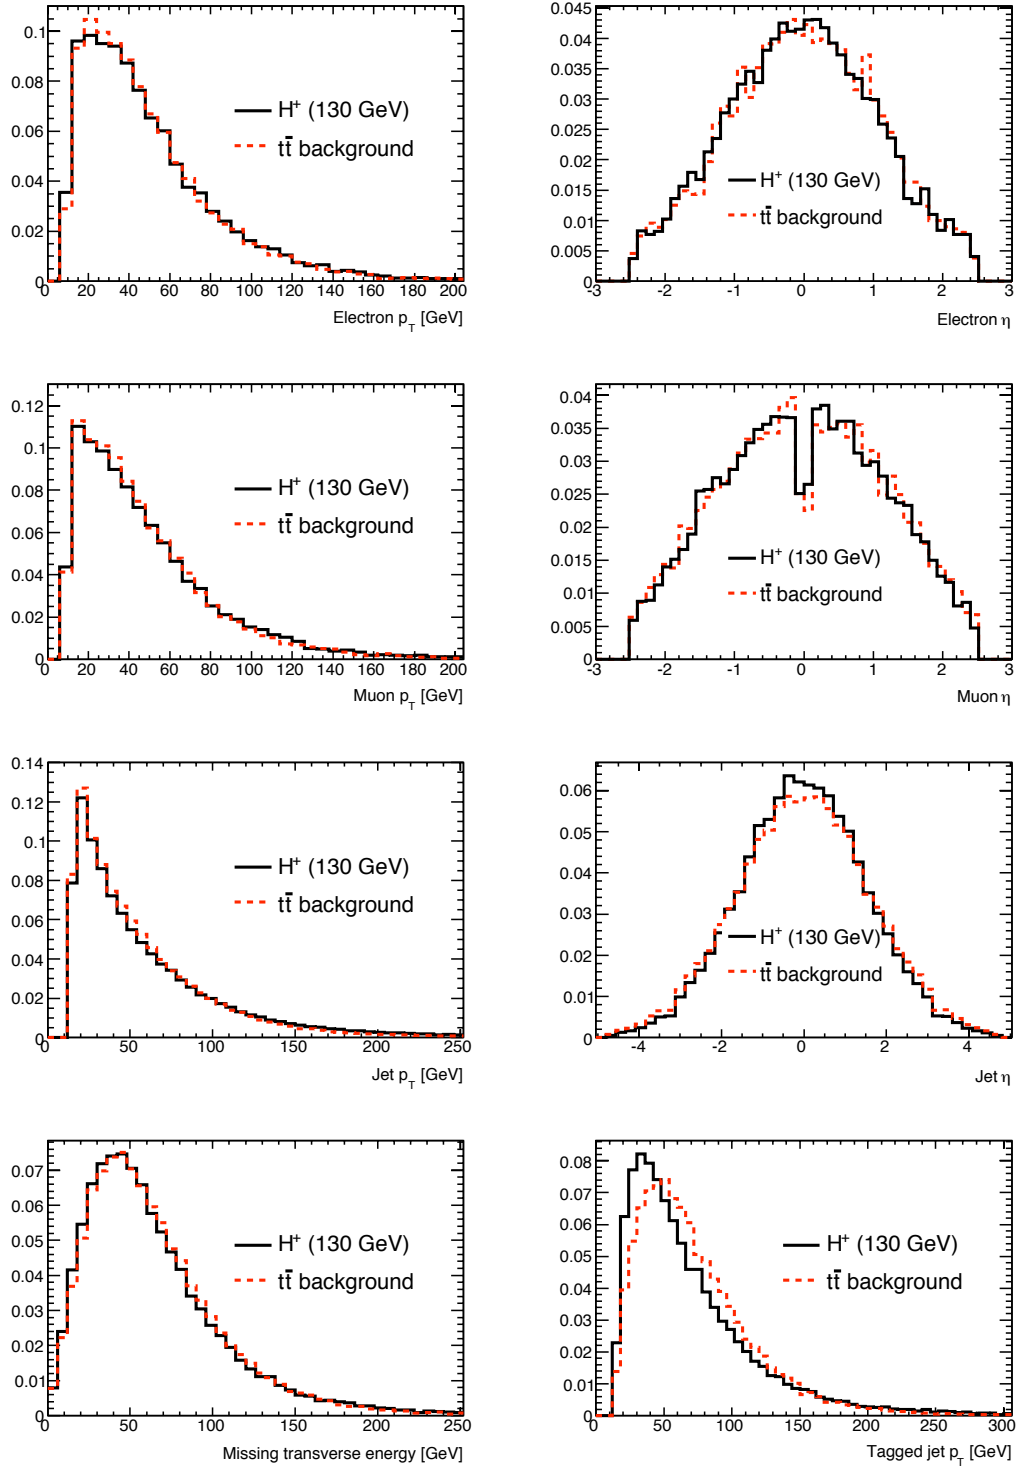 0.1
0.08
0.06
0.04
0.02
0
H⁺ (130 GeV)
tt̄ background
0 20 40 60 80 100 120 140 160 180 200
Electron p_T [GeV]
0.045
0.04
0.035
0.03
0.025
0.02
0.015
0.01
0.005
0
H⁺ (130 GeV)
tt̄ background
-3 -2 -1 0 1 2 3
Electron η
0.12
0.1
0.08
0.06
0.04
0.02
0
H⁺ (130 GeV)
tt̄ background
0 20 40 60 80 100 120 140 160 180 200
Muon p_T [GeV]
0.04
0.035
0.03
0.025
0.02
0.015
0.01
0.005
0
H⁺ (130 GeV)
tt̄ background
-3 -2 -1 0 1 2 3
Muon η
0.14
0.12
0.1
0.08
0.06
0.04
0.02
0
H⁺ (130 GeV)
tt̄ background
50 100 150 200 250
Jet p_T [GeV]
0.06
0.05
0.04
0.03
0.02
0.01
0
H⁺ (130 GeV)
tt̄ background
-4 -2 0 2 4
Jet η
0.07
0.06
0.05
0.04
0.03
0.02
0.01
0
H⁺ (130 GeV)
tt̄ background
0 50 100 150 200 250
Missing transverse energy [GeV]
0.08
0.07
0.06
0.05
0.04
0.03
0.02
0.01
0
H⁺ (130 GeV)
tt̄ background
0 50 100 150 200 250 300
Tagged jet p_T [GeV]